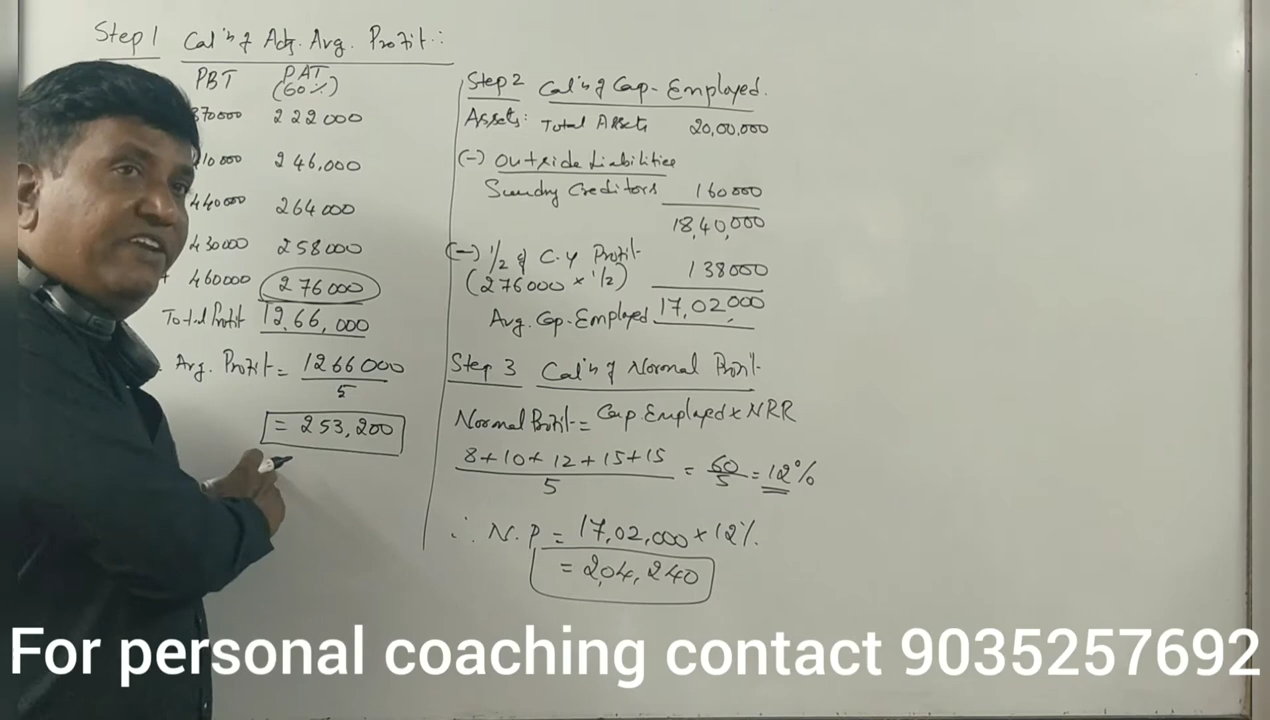 Step 1 Cal'n of Adj. Avg. Profit:
PBT PAT
(60%)
370000 222000
10000 246,000
440000 264000
430000 258000
460000 276000
Total Profit 12,66,000
Avg. Profit = 1266000
5
= 253,200
Step 2 Cal'n of Cap. Employed.
Assets: Total Assets 20,00,000
(-) Outside Liabilities
Sundry Creditors 160000
18,40,000
(-) 1/2 of C.Y Profit
(276000 × 1/2) 138000
Avg. Cap. Employed 17,02,000
Step 3 Cal'n of Normal Profit
Normal Profit = Cap. Employed × NRR
8+10+12+15+15 = 60 = 12%
5 5
∴ N.P = 17,02,000 × 12%.
= 2,04,240
For personal coaching contact 9035257692